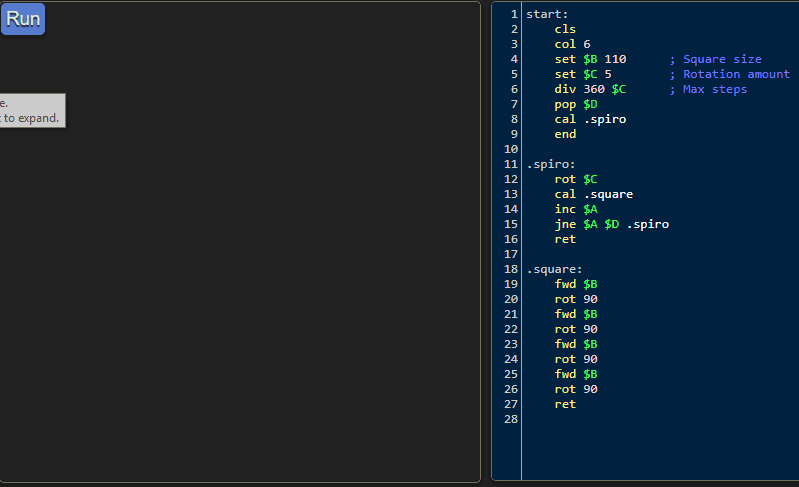 Run
e.
t to expand.
1 start:
2 cls
3 col 6
4 set $B 110 ; Square size
5 set $C 5 ; Rotation amount
6 div 360 $C ; Max steps
7 pop $D
8 cal .spiro
9 end
10
11 .spiro:
12 rot $C
13 cal .square
14 inc $A
15 jne $A $D .spiro
16 ret
17
18 .square:
19 fwd $B
20 rot 90
21 fwd $B
22 rot 90
23 fwd $B
24 rot 90
25 fwd $B
26 rot 90
27 ret
28